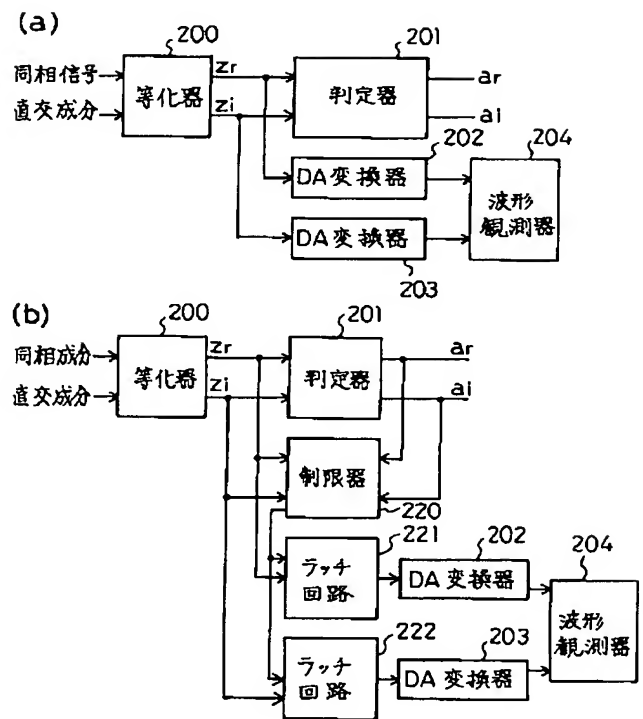 (a)
200
201
同相信号
直交成分
等化器
zr
zi
判定器
ar
ai
202
204
DA変換器
DA変換器
203
波形
観測器
(b)
200
201
同相成分
直交成分
等化器
zr
zi
判定器
ar
ai
制限器
220
221
202
204
ラッチ
回路
DA変換器
222
203
ラッチ
回路
DA変換器
波形
観測器